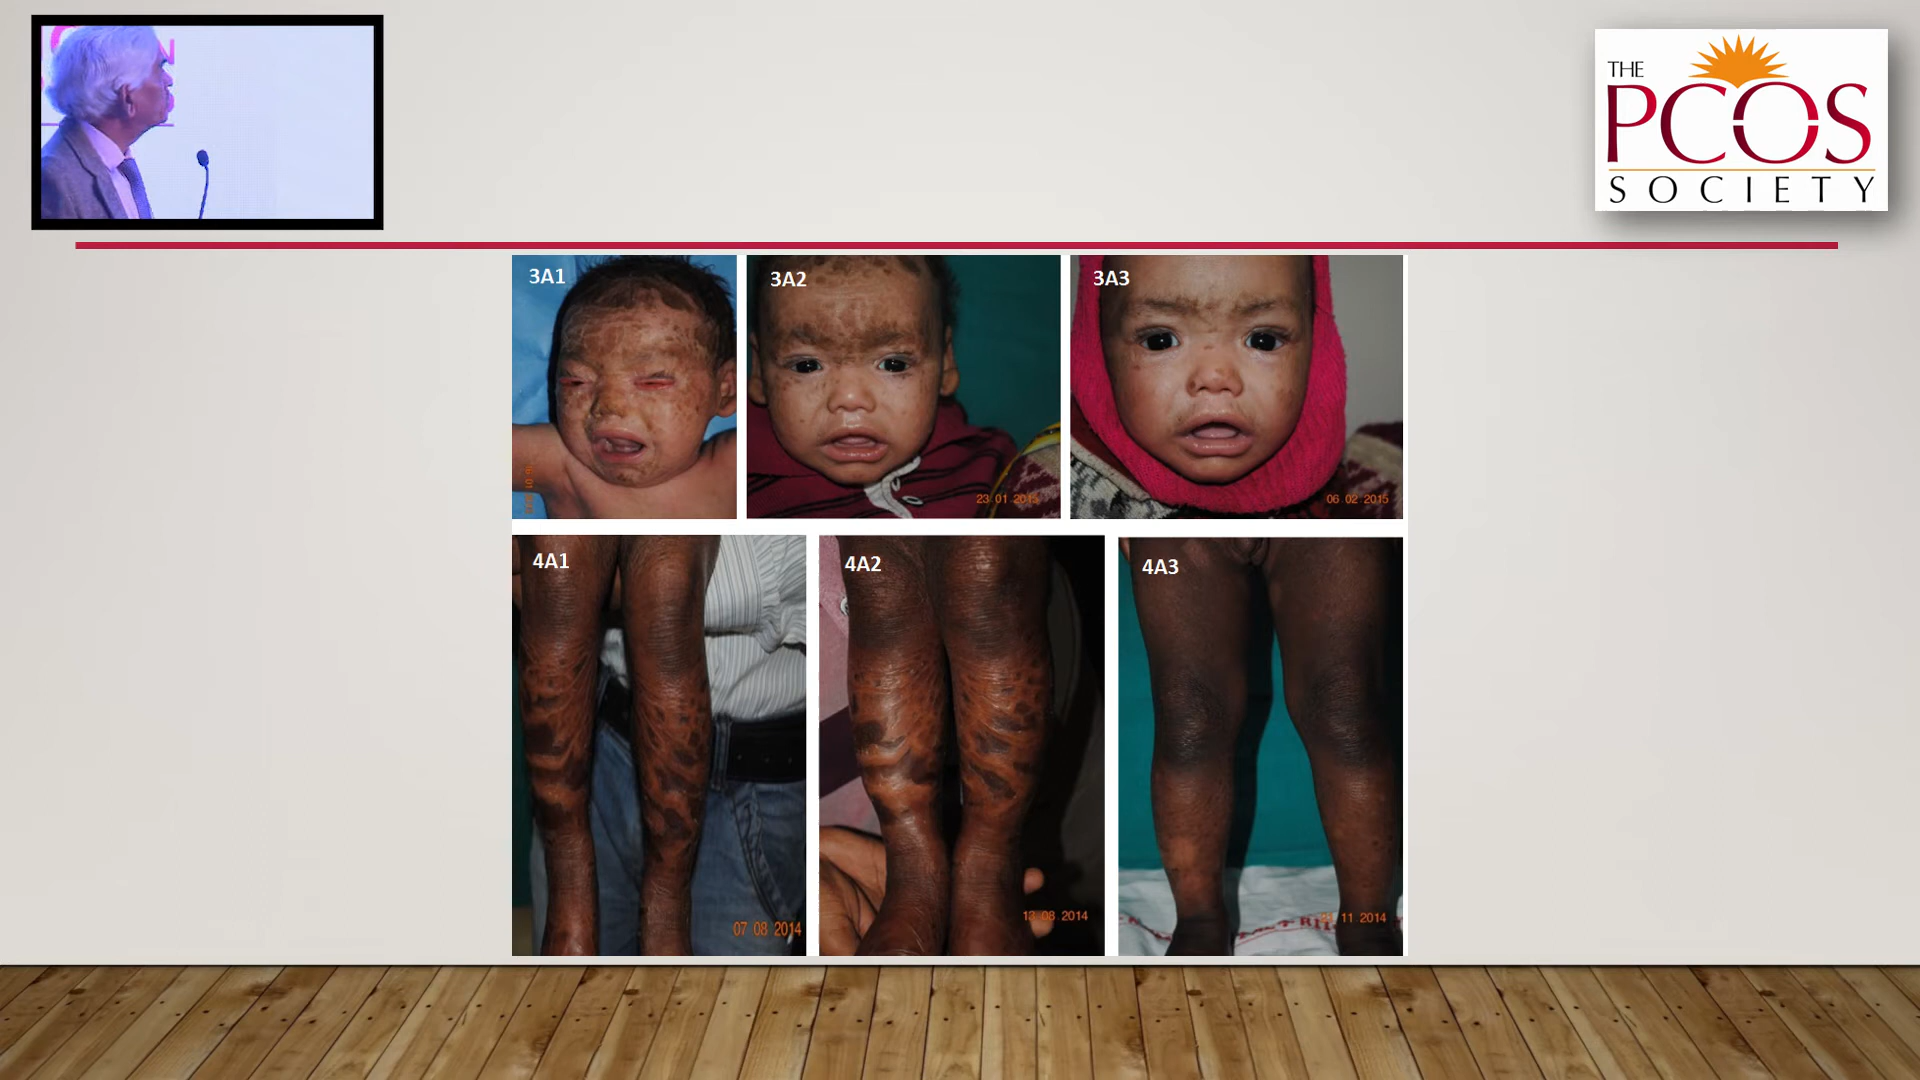 THE
PCOS
SOCIETY
3A1
3A2
3A3
23 01 2015
06 02 2015
4A1
4A2
4A3
07 08 2014
13 08 2014
11 2014